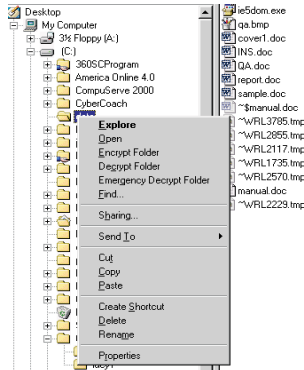 Desktop
My Computer
3½ Floppy (A:)
(C:)
360SCProgram
America Online 4.0
CompuServe 2000
CyberCoach
Explore
Open
Encrypt Folder
Decrypt Folder
Emergency Decrypt Folder
Find...
Sharing...
Send To
Cut
Copy
Paste
Create Shortcut
Delete
Rename
Properties
ie5dom.exe
qa.bmp
cover1.doc
INS.doc
QA.doc
report.doc
sample.doc
~$manual.doc
~WRL3785.tmp
~WRL2855.tmp
~WRL2117.tmp
~WRL1735.tmp
~WRL2570.tmp
manual.doc
~WRL2229.tmp